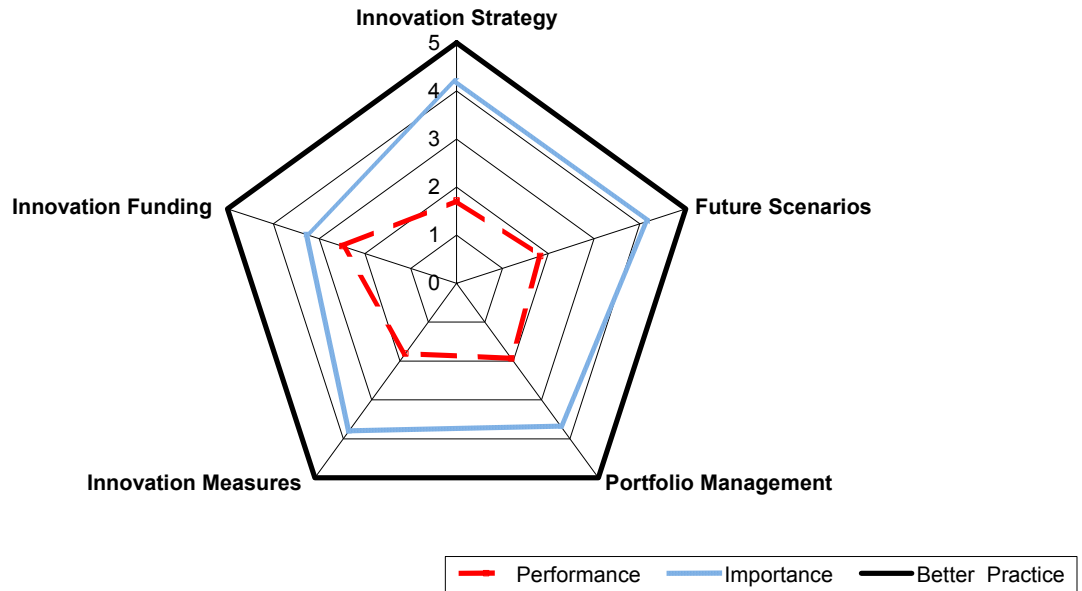 Innovation Strategy
5
4
3
2
1
0
Innovation Funding
Future Scenarios
Innovation Measures
Portfolio Management
Performance Importance Better Practice